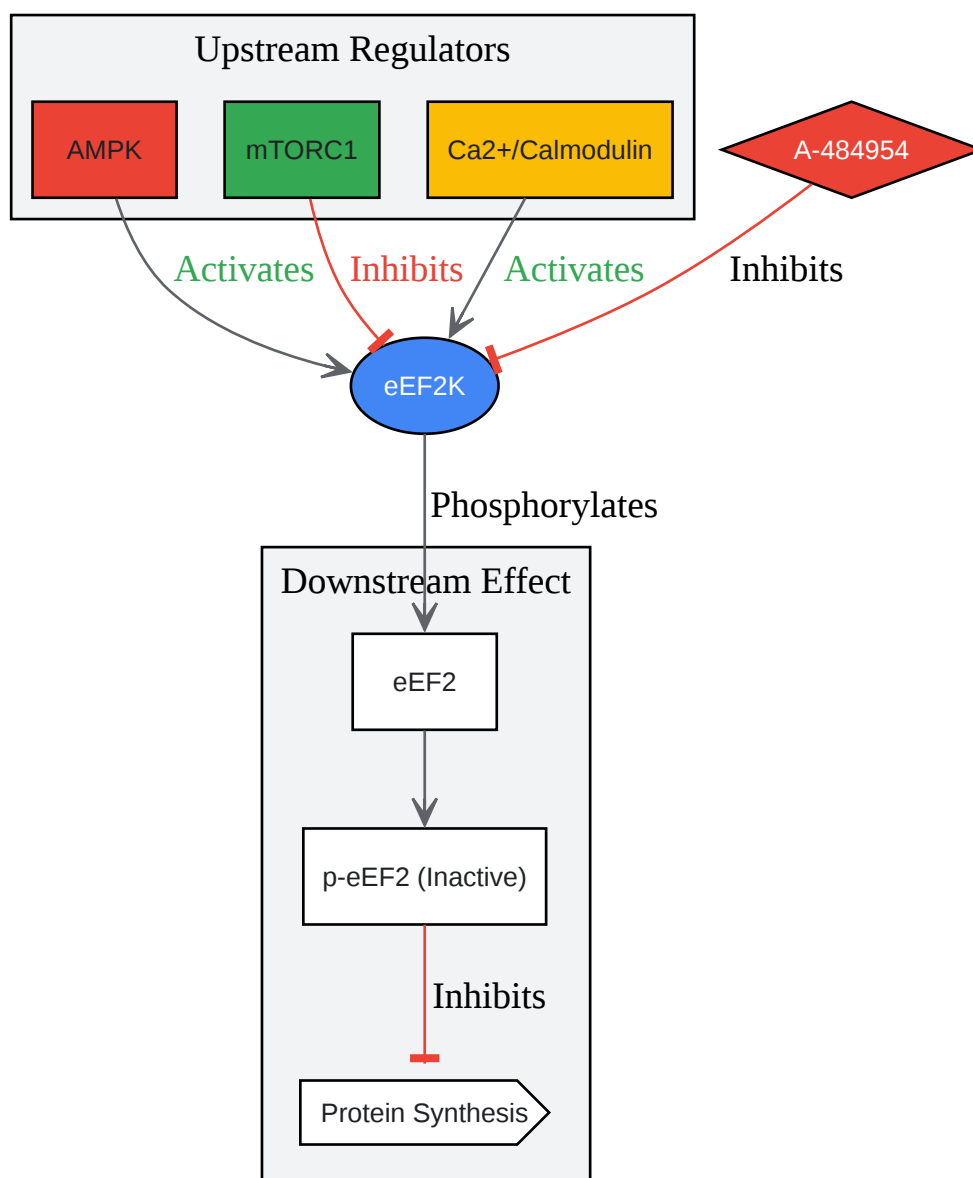 Upstream Regulators
AMPK
mTORC1
Ca2+/Calmodulin
A-484954
Activates
Inhibits
Activates
Inhibits
eEF2K
Phosphorylates
Downstream Effect
eEF2
p-eEF2 (Inactive)
Inhibits
Protein Synthesis